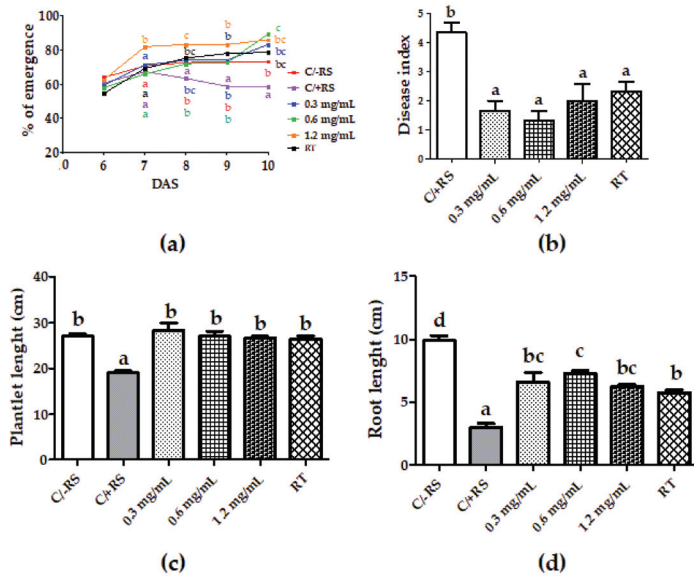 100
80
60
40
20
% of emergence
b c b c
b
bc bc b bc
a bc
a b
a bc b a
a b b
a b b
0 6 7 8 9 10
DAS
C/-RS
C/+RS
0.3 mg/mL
0.6 mg/mL
1.2 mg/mL
RT
(a)
5
4
3
2
1
0
Disease index
b a a a a
C/+RS 0.3 mg/mL 0.6 mg/mL 1.2 mg/mL RT
(b)
40
30
20
10
0
Plantlet lenght (cm)
b a b b b b
C/-RS C/+RS 0.3 mg/mL 0.6 mg/mL 1.2 mg/mL RT
(c)
15
10
5
0
Root lenght (cm)
d a bc c bc b
C/-RS C/+RS 0.3 mg/mL 0.6 mg/mL 1.2 mg/mL RT
(d)